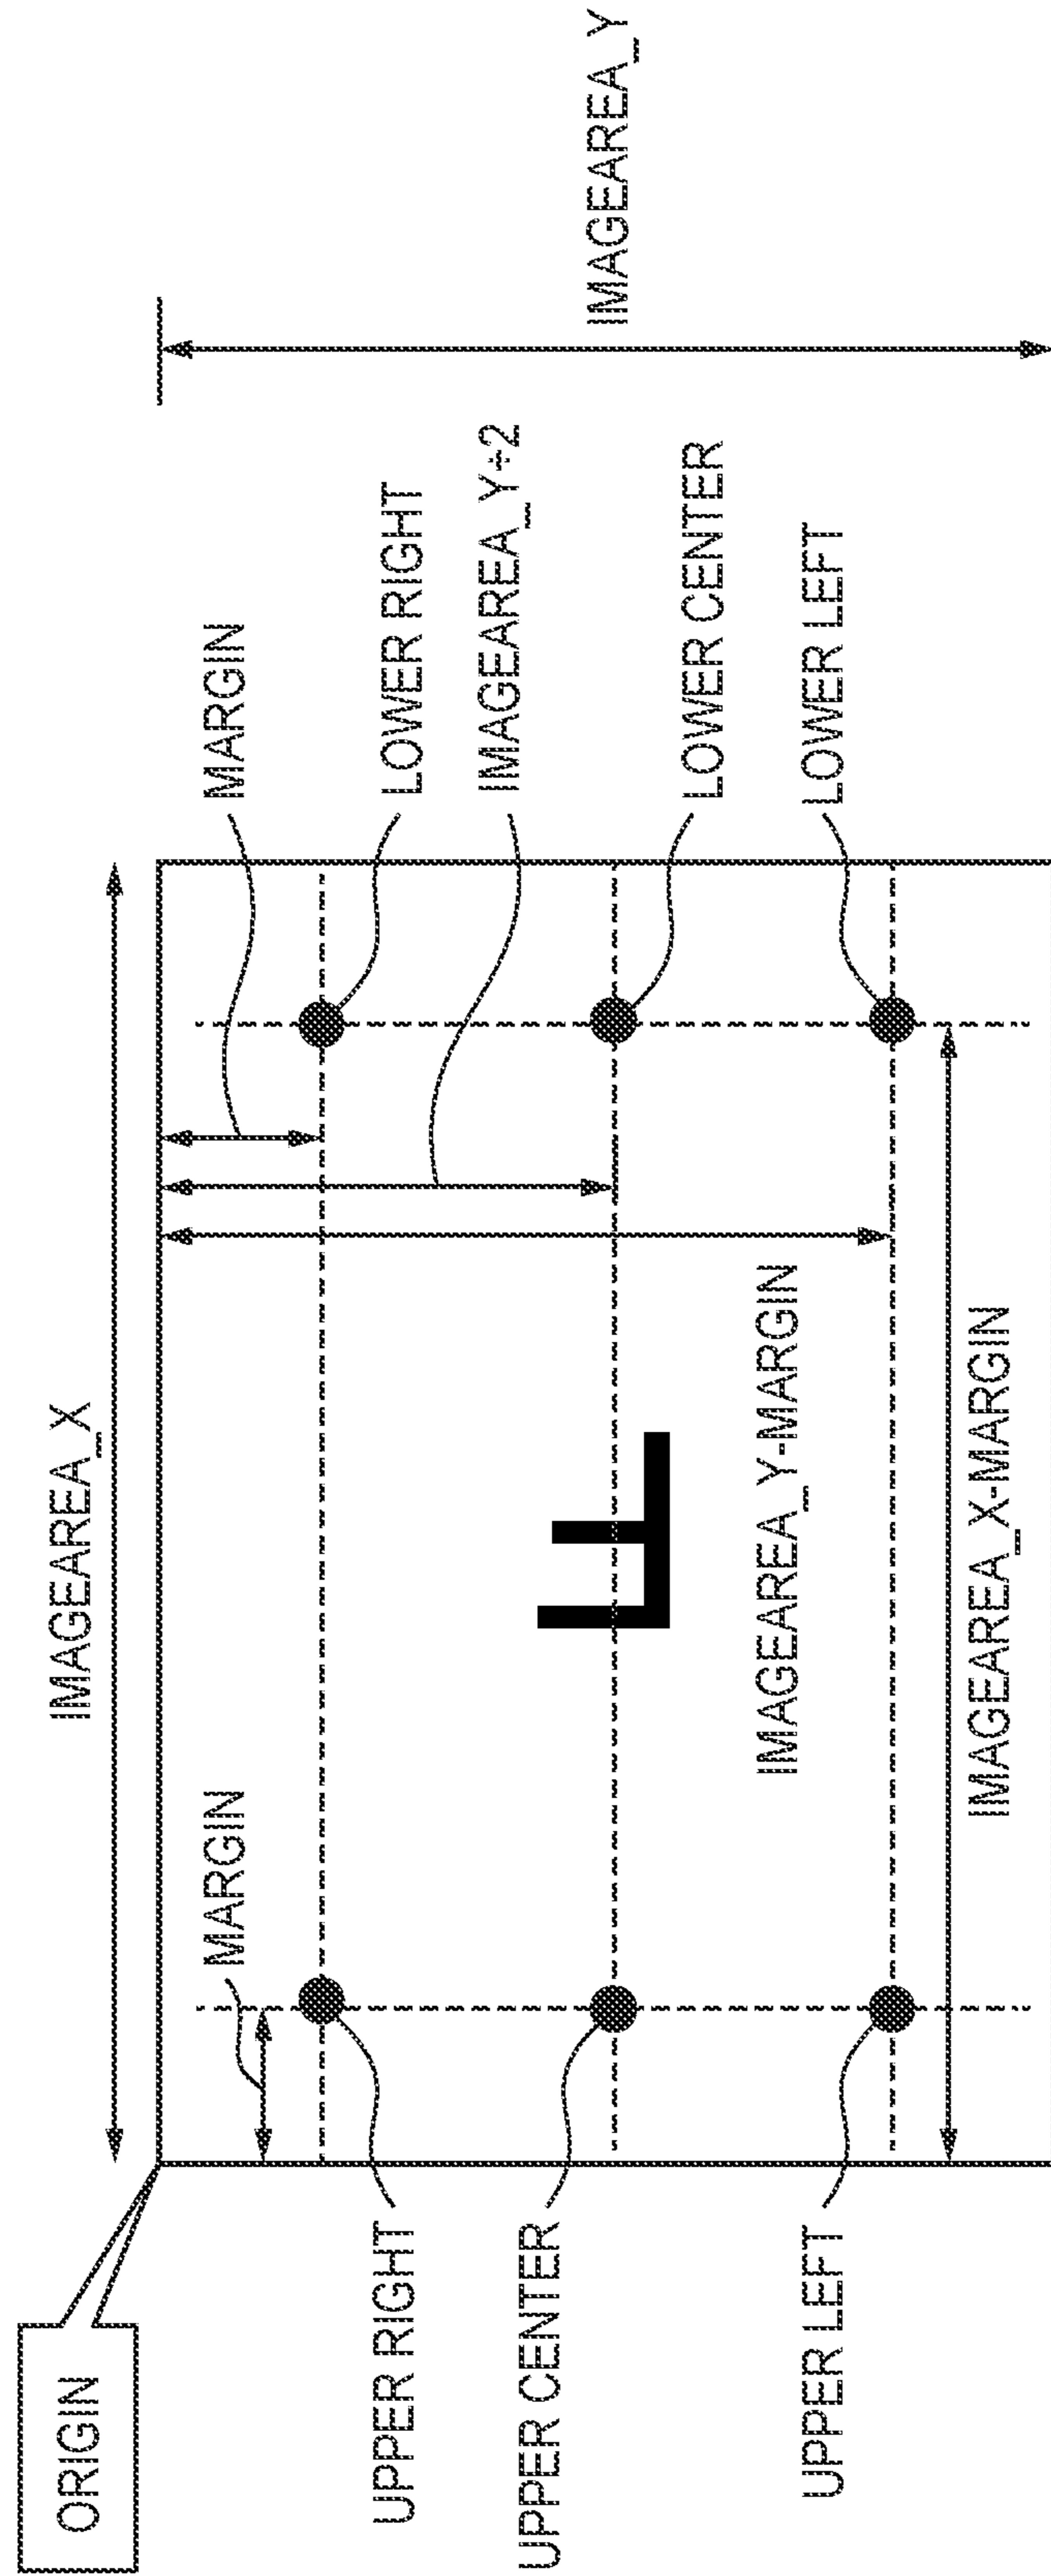 ORIGIN
IMAGEAREA_X
MARGIN
MARGIN
UPPER RIGHT
LOWER RIGHT
IMAGEAREA_Y÷2
UPPER CENTER
F
IMAGEAREA_Y
LOWER CENTER
UPPER LEFT
IMAGEAREA_Y-MARGIN
LOWER LEFT
IMAGEAREA_X-MARGIN